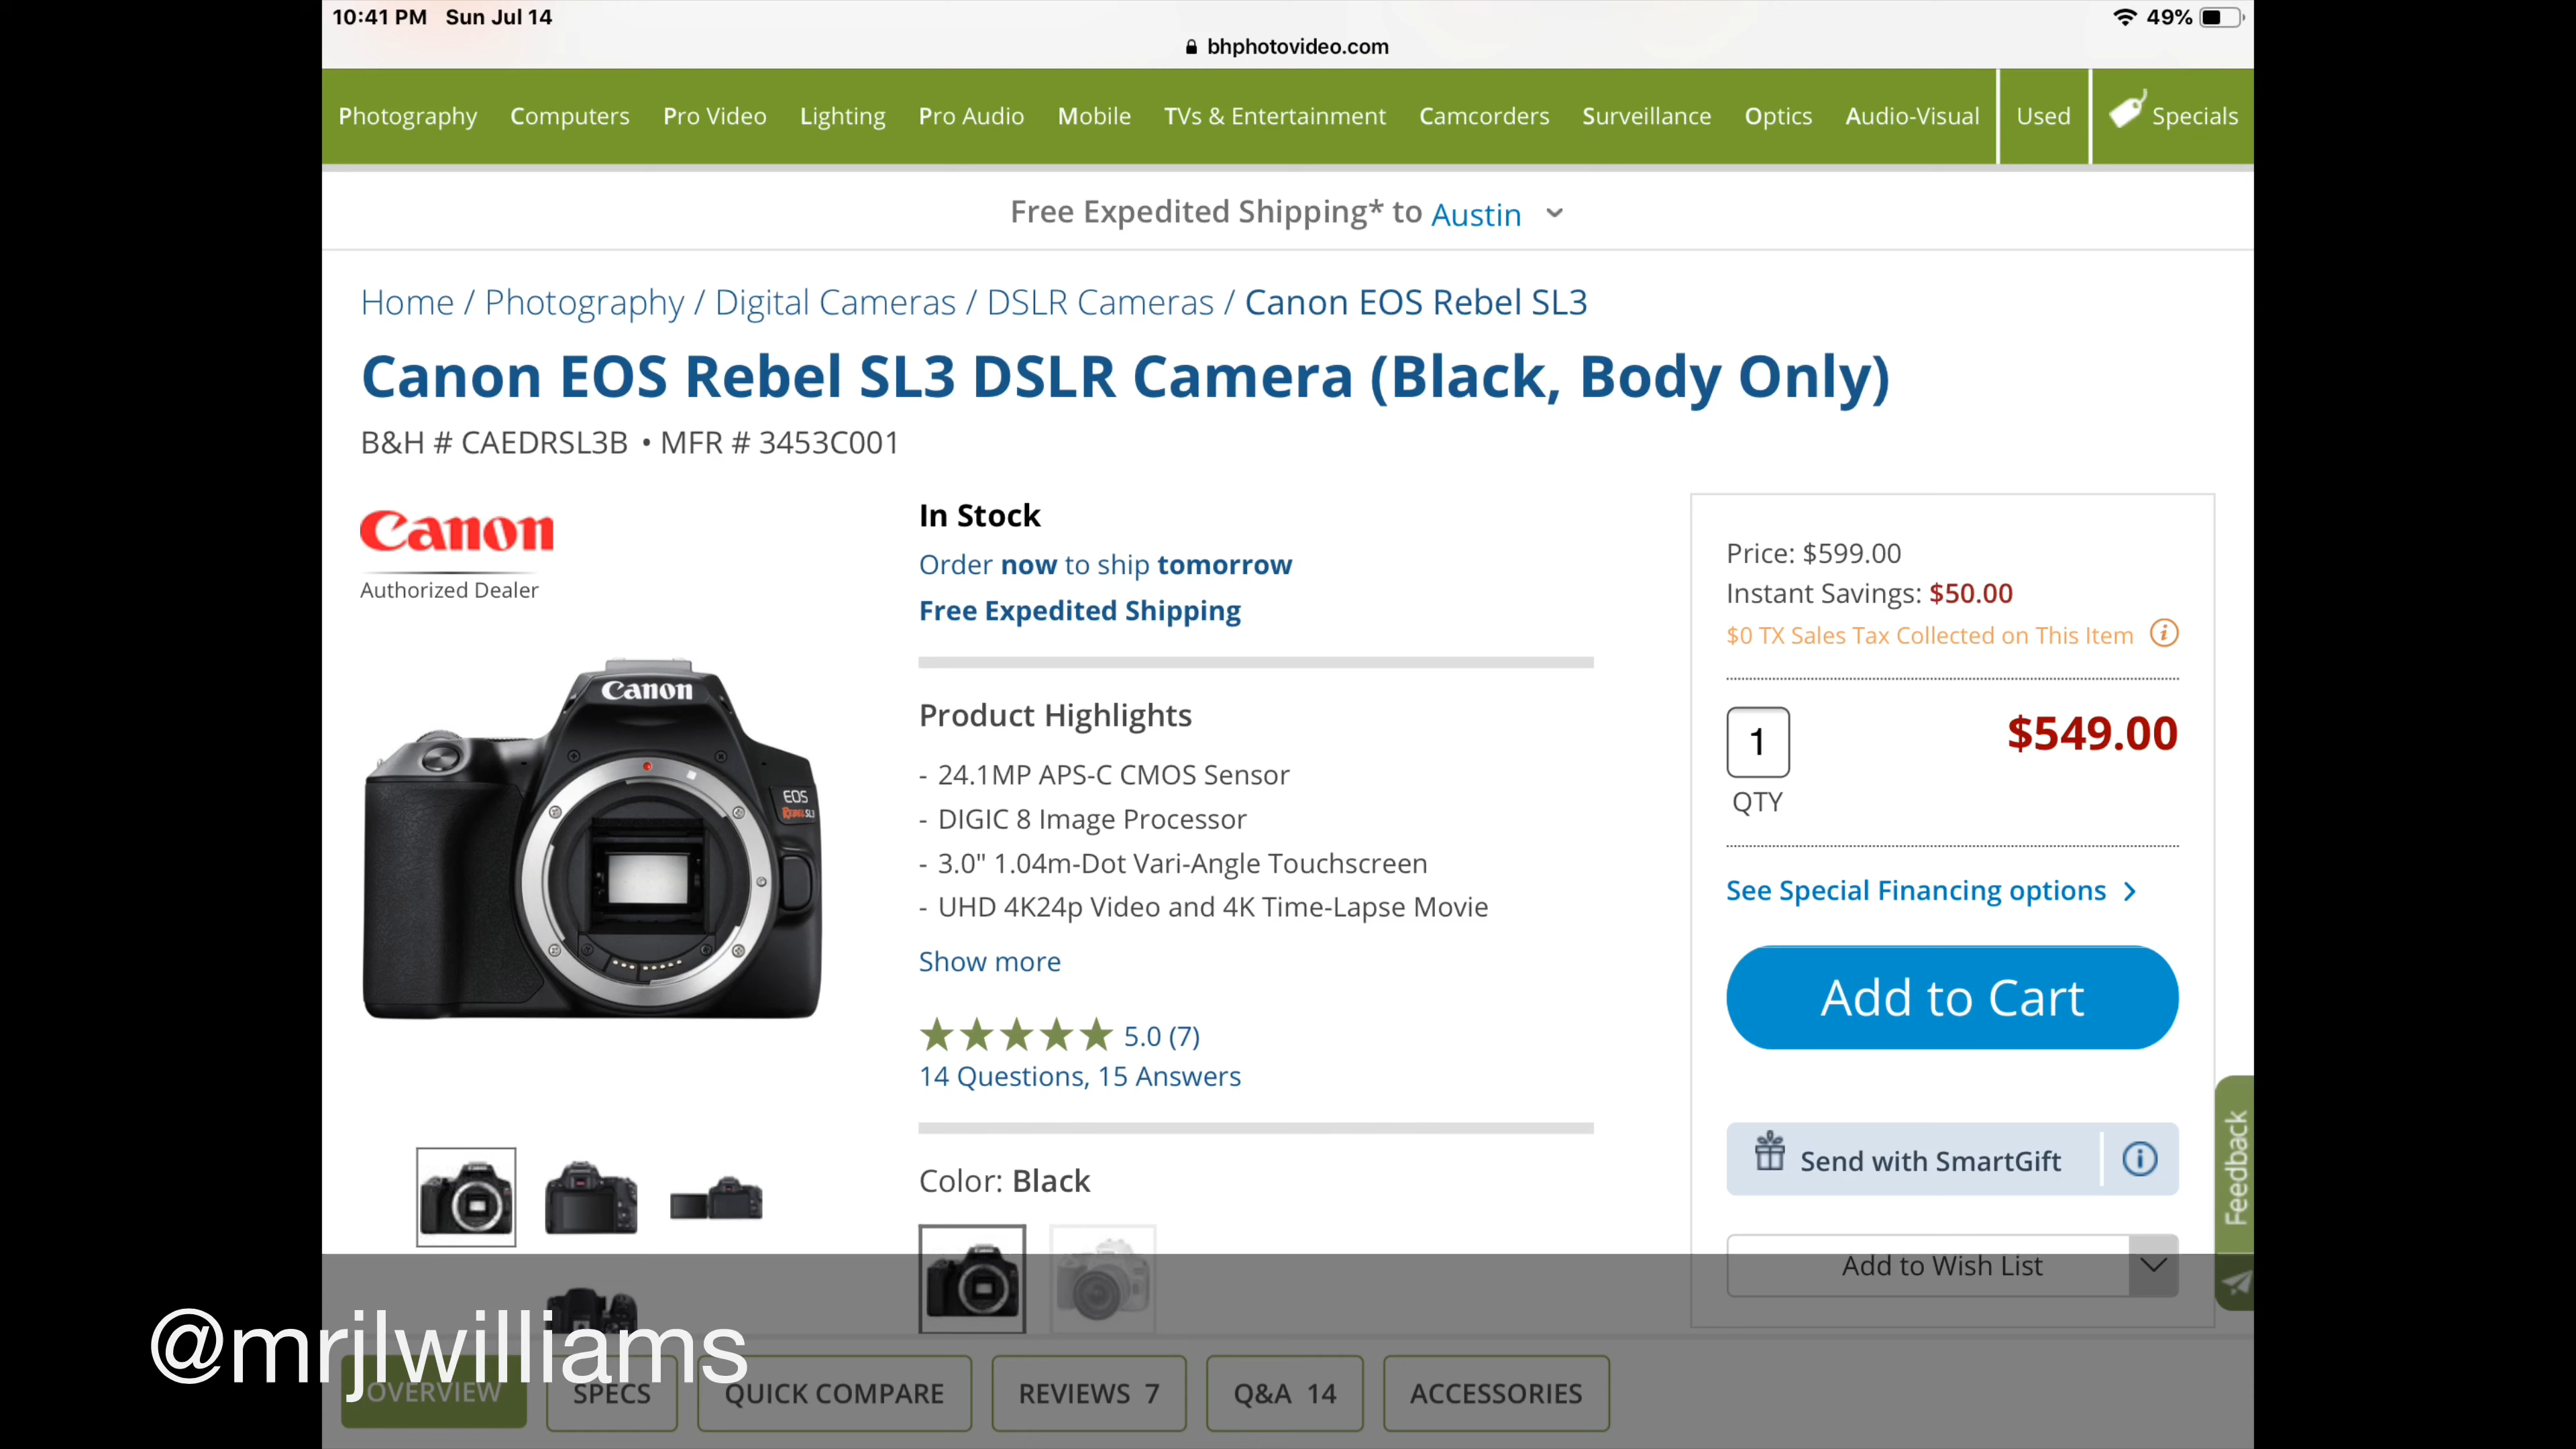 10:41 PM Sun Jul 14
49%
bhphotovideo.com
Photography Computers Pro Video Lighting Pro Audio Mobile TVs & Entertainment Camcorders Surveillance Optics Audio-Visual Used Specials
Free Expedited Shipping* to Austin
Home / Photography / Digital Cameras / DSLR Cameras / Canon EOS Rebel SL3
Canon EOS Rebel SL3 DSLR Camera (Black, Body Only)
B&H # CAEDRSL3B • MFR # 3453C001
Canon
Authorized Dealer
Canon
EOS
Rebel SL3
In Stock
Order now to ship tomorrow
Free Expedited Shipping
Product Highlights
- 24.1MP APS-C CMOS Sensor
- DIGIC 8 Image Processor
- 3.0" 1.04m-Dot Vari-Angle Touchscreen
- UHD 4K24p Video and 4K Time-Lapse Movie
Show more
5.0 (7)
14 Questions, 15 Answers
Color: Black
Price: $599.00
Instant Savings: $50.00
$0 TX Sales Tax Collected on This Item
1
QTY
$549.00
See Special Financing options
Add to Cart
Send with SmartGift
Add to Wish List
Feedback
@mrjlwilliams
OVERVIEW
SPECS
QUICK COMPARE
REVIEWS 7
Q&A 14
ACCESSORIES